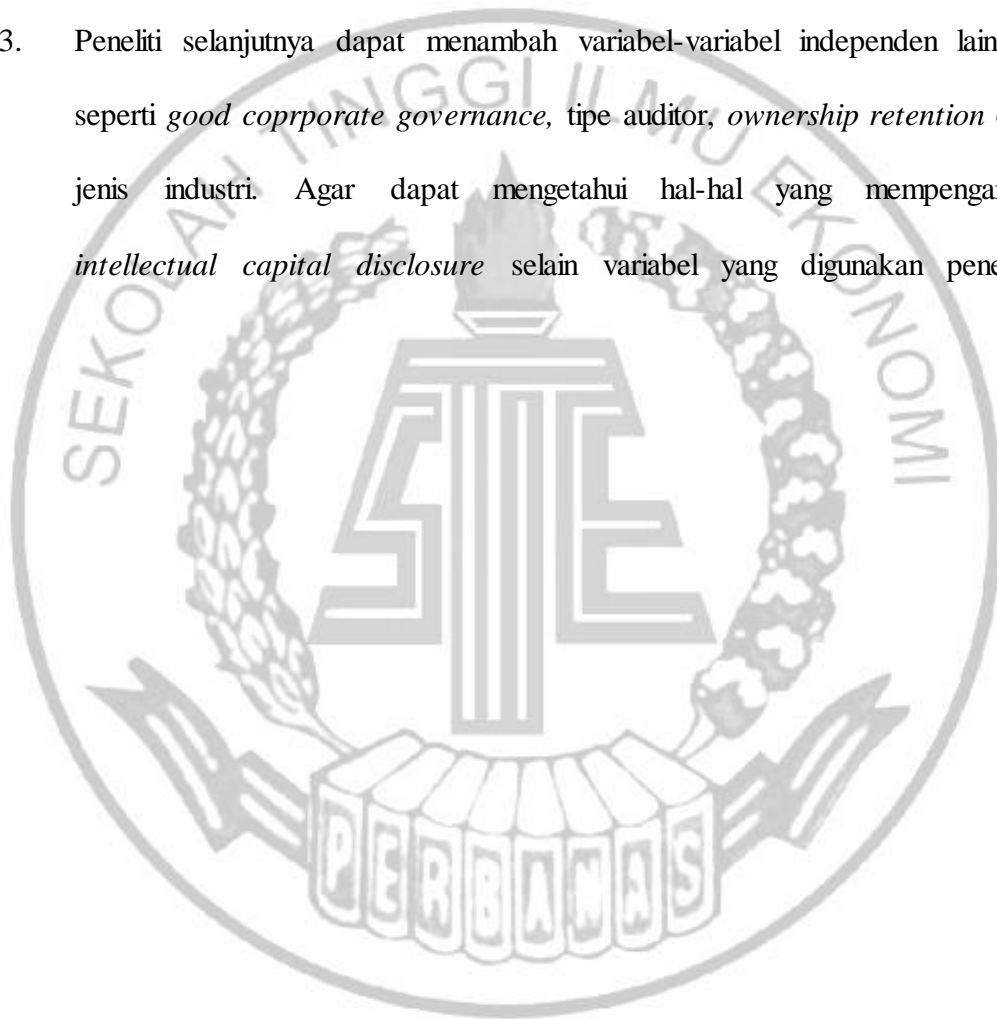 3. Peneliti selanjutnya dapat menambah variabel-variabel independen lain
seperti good coprporate governance, tipe auditor, ownership retention
jenis industri. Agar dapat mengetahui hal-hal yang
intellectual capital disclosure selain variabel yang digunakan
SEKOLAH TINGGI ILMU EKONOMI
STIE
PERBANAS